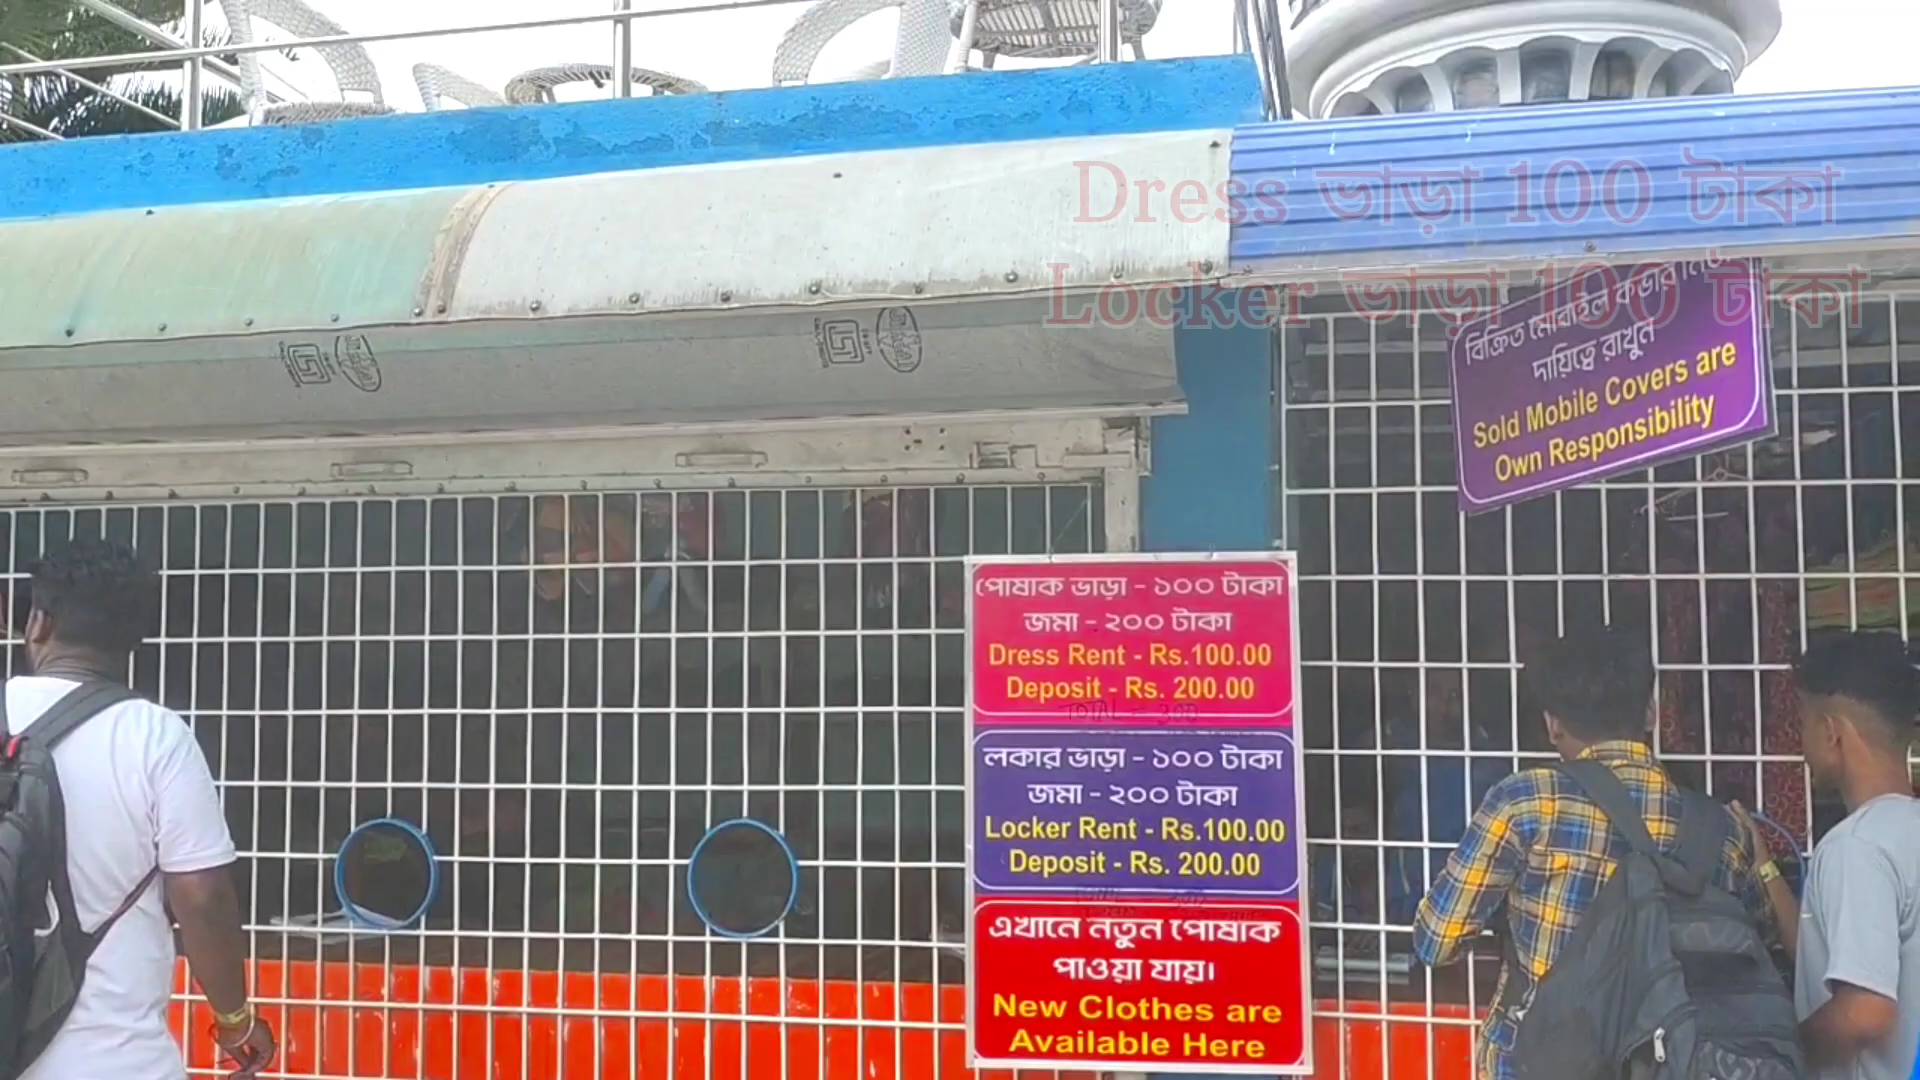 Dress ভাড়া 100 টাকা
Locker ভাড়া 100 টাকা
বিক্রিত মোবাইল কভার
দায়িত্বে রাখুন
Sold Mobile Covers are
Own Responsibility
পোষাক ভাড়া - ১০০ টাকা
জমা - ২০০ টাকা
Dress Rent - Rs.100.00
Deposit - Rs. 200.00
TOTAL = 300
লকার ভাড়া - ১০০ টাকা
জমা - ২০০ টাকা
Locker Rent - Rs.100.00
Deposit - Rs. 200.00
এখানে নতুন পোষাক
পাওয়া যায়।
New Clothes are
Available Here